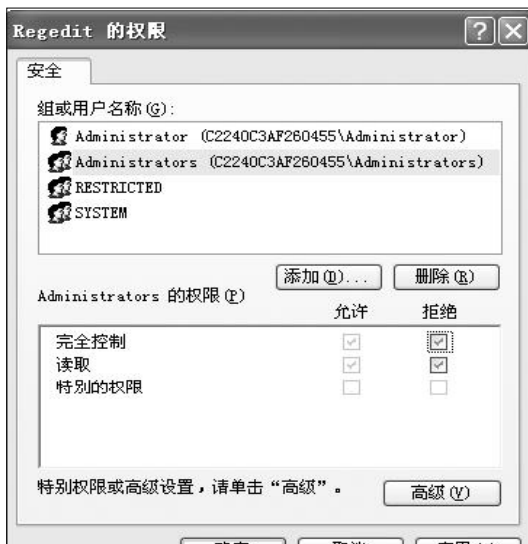 Regedit 的权限
安全
组或用户名称(G):
Administrator (C2240C3AF260455\Administrator)
Administrators (C2240C3AF260455\Administrators)
RESTRICTED
SYSTEM
添加(D)... 删除(R)
Administrators 的权限(P)
允许 拒绝
完全控制
读取
特别的权限
特别权限或高级设置，请单击“高级”。
高级(V)